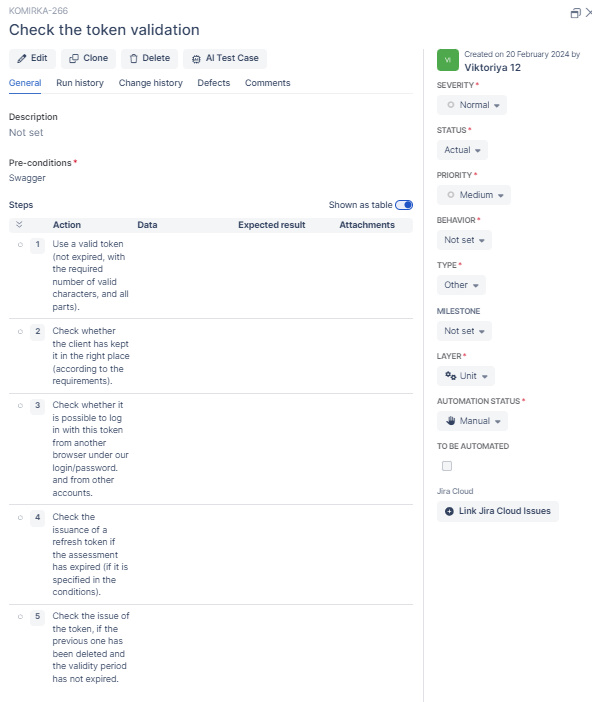 KOMIRKA-266
Check the token validation
Edit
Clone
Delete
AI Test Case
General
Run history
Change history
Defects
Comments
Description
Not set
Pre-conditions *
Swagger
Steps
Shown as table
Action
Data
Expected result
Attachments
1
Use a valid token
(not expired, with
the required
number of valid
characters, and all
parts).
2
Check whether
the client has kept
it in the right place
(according to the
requirements).
3
Check whether it
is possible to log
in with this token
from another
browser under our
login/password.
and from other
accounts.
4
Check the
issuance of a
refresh token if
the assessment
has expired (if it is
specified in the
conditions).
5
Check the issue of
the token, if the
previous one has
been deleted and
the validity period
has not expired.
VI
Created on 20 February 2024 by
Viktoriya 12
SEVERITY *
Normal
STATUS *
Actual
PRIORITY *
Medium
BEHAVIOR *
Not set
TYPE *
Other
MILESTONE
Not set
LAYER *
Unit
AUTOMATION STATUS *
Manual
TO BE AUTOMATED
Jira Cloud
Link Jira Cloud Issues